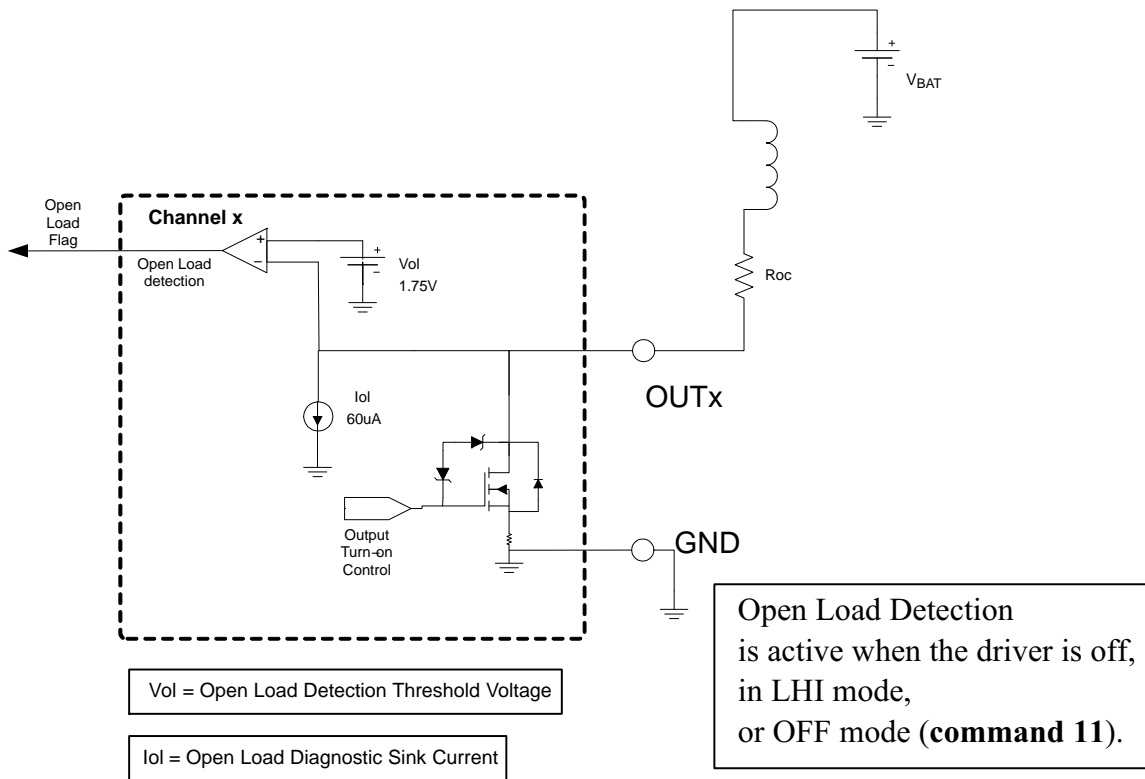 +
−
VBAT
Open
Load
Flag
Channel x
+
−
Open Load
detection
+
−
Vol
1.75V
Roc
OUTx
Iol
60uA
Output
Turn-on
Control
GND
Open Load Detection
is active when the driver is off,
in LHI mode,
or OFF mode (command 11).
Vol = Open Load Detection Threshold Voltage
Iol = Open Load Diagnostic Sink Current